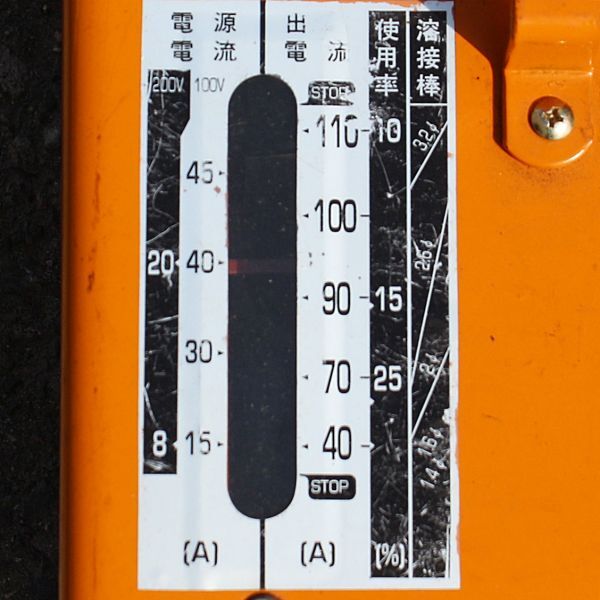 電源電流
出電流
使用率
溶接棒
200V 100V
STOP
110 10
3.2φ
45
100
2.6φ
20 40
90 15
30
70 25
2φ
8 15
40
1.6φ
1.4φ
STOP
(A) (A) (%)